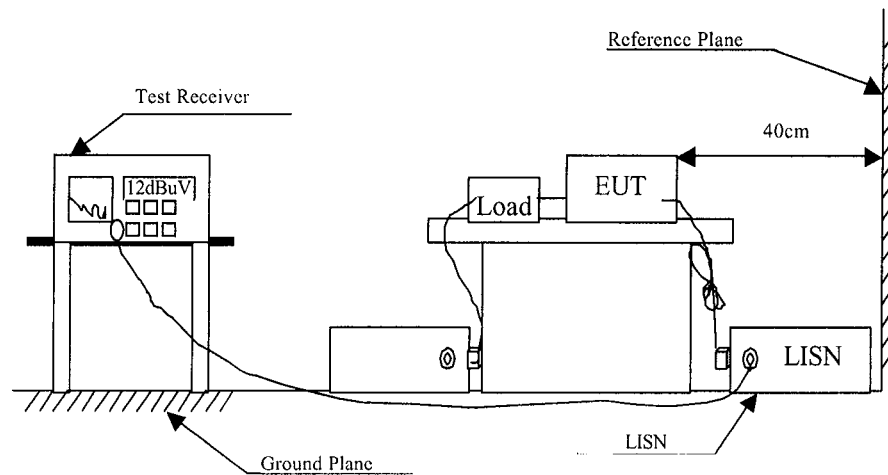 Reference Plane
Test Receiver
40cm
12dBuV
Load
EUT
LISN
LISN
Ground Plane